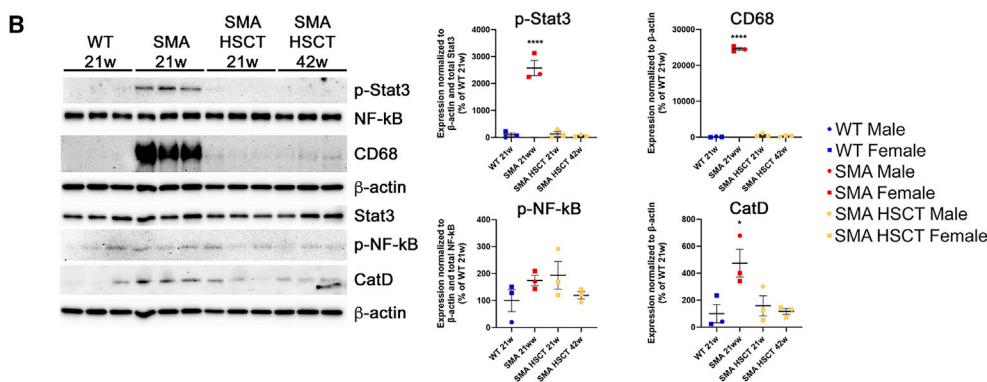 B
WT
21w
SMA
21w
SMA
HSCT
21w
SMA
HSCT
42w
p-Stat3
NF-kB
CD68
β-actin
Stat3
p-NF-kB
CatD
β-actin
p-Stat3
Expression normalized to
β-actin and total Stat3
(% of WT 21w)
4000
3000
2000
1000
0
****
WT 21w
SMA 21ww
SMA HSCT 21w
SMA HSCT 42w
CD68
Expression normalized to β-actin
(% of WT 21w)
30000
20000
10000
0
****
WT 21w
SMA 21ww
SMA HSCT 21w
SMA HSCT 42w
p-NF-kB
Expression normalized to
β-actin and total NF-kB
(% of WT 21w)
400
300
200
100
0
WT 21w
SMA 21ww
SMA HSCT 21w
SMA HSCT 42w
CatD
Expression normalized to β-actin
(% of WT 21w)
800
600
400
200
0
*
WT 21w
SMA 21ww
SMA HSCT 21w
SMA HSCT 42w
WT Male
WT Female
SMA Male
SMA Female
SMA HSCT Male
SMA HSCT Female